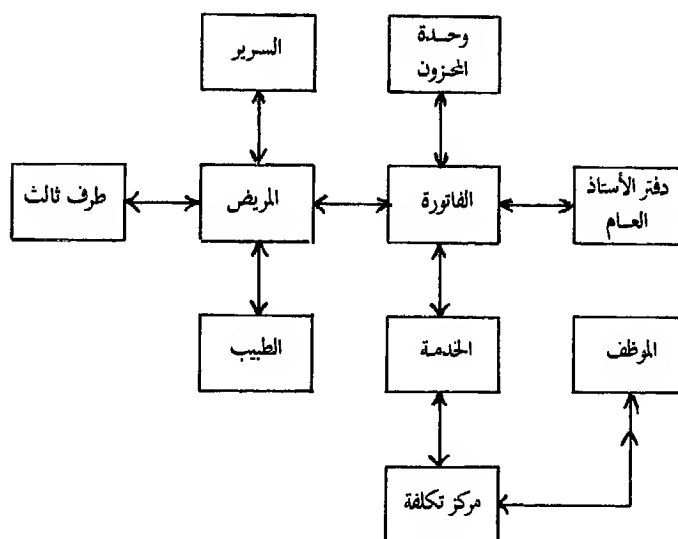 السرير
وحدة
المخزون
طرف ثالث
المريض
الفاتورة
دفتر الأستاذ
العام
الطبيب
الخدمة
الموظف
مركز تكلفة